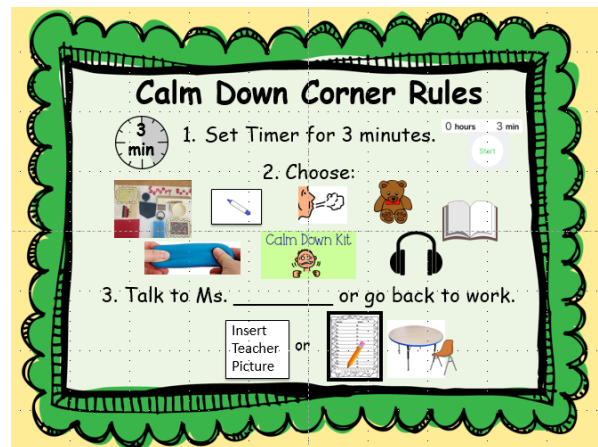 Calm Down Corner Rules
3
min
1. Set Timer for 3 minutes.
0 hours 3 min
Start
2. Choose:
Calm Down Kit
3. Talk to Ms. __________ or go back to work.
Insert
Teacher
Picture
or